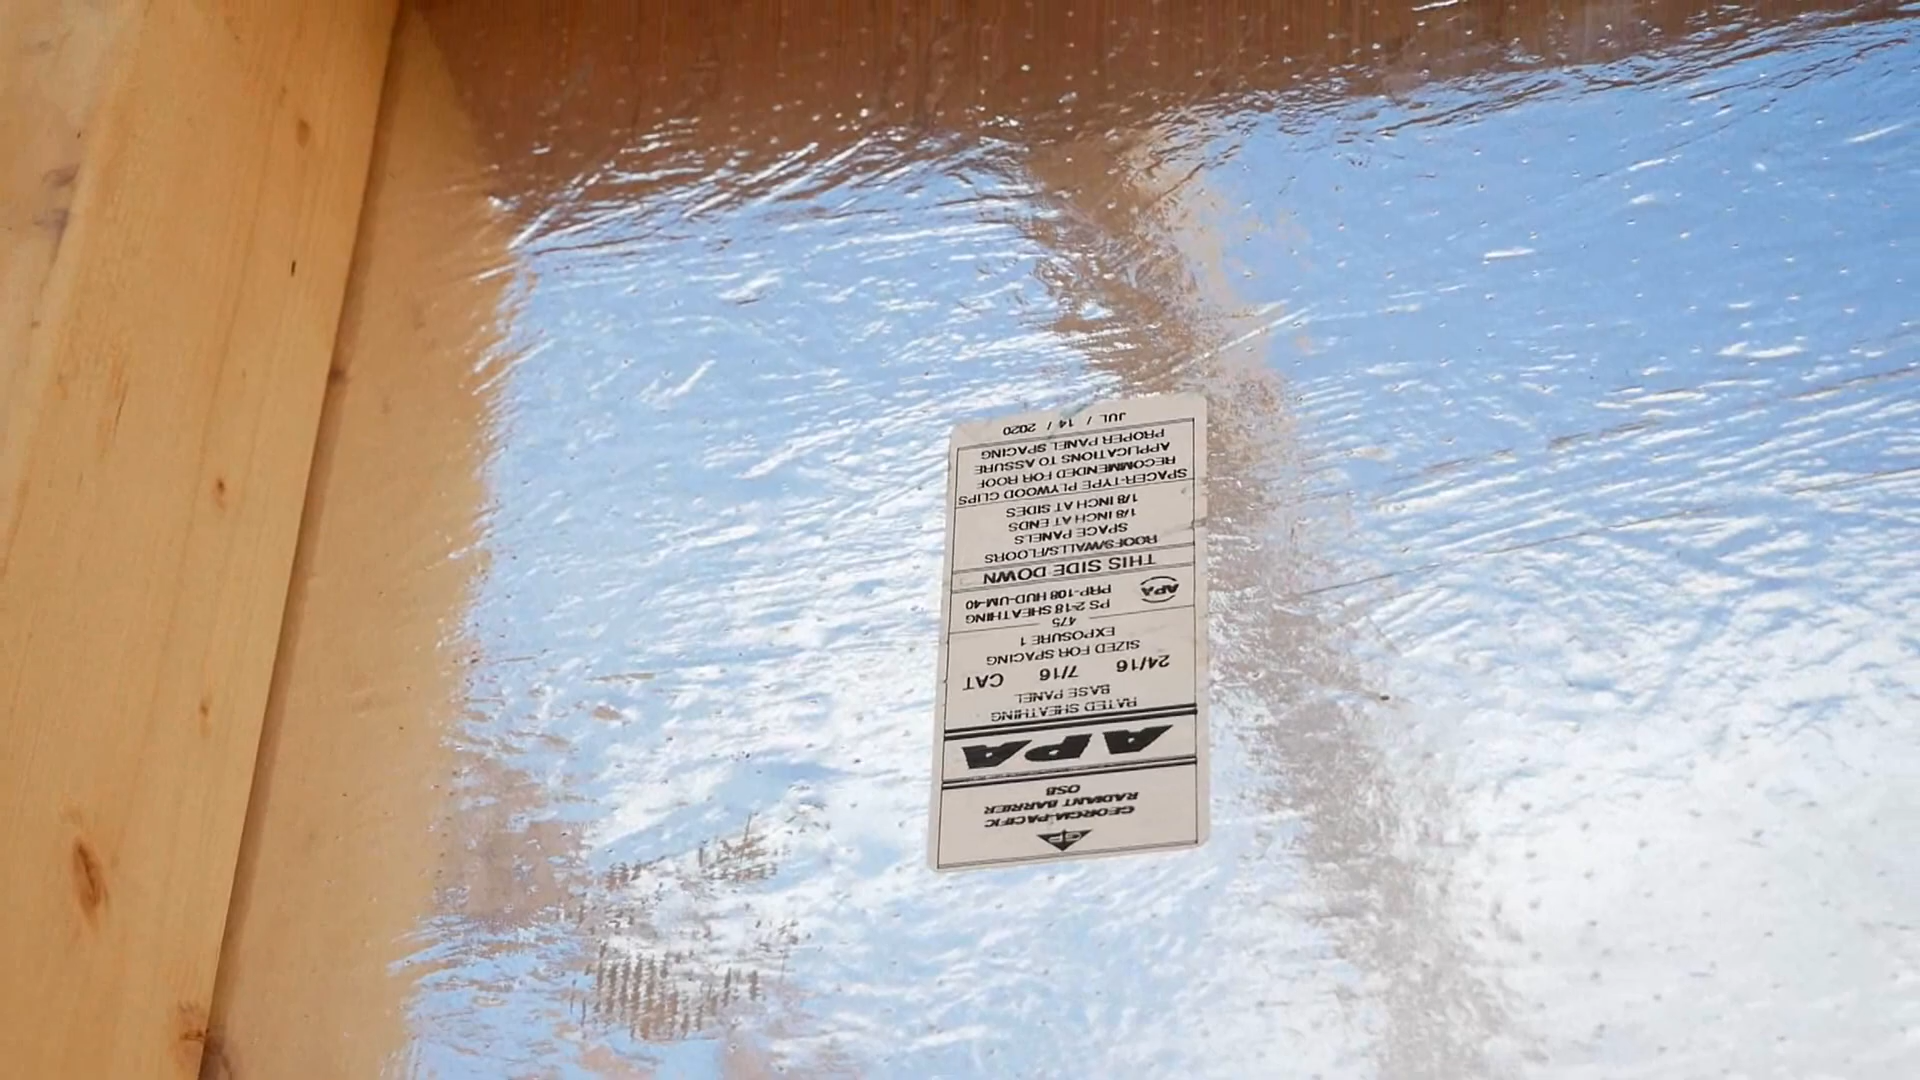 GP
GEORGIA-PACIFIC
RADIANT BARRIER
OSB
APA
RATED SHEATHING
BASE PANEL
24/16 7/16 CAT
SIZED FOR SPACING
EXPOSURE 1
475
PS 2-18 SHEATHING
APA PRP-108 HUD-UM-40
THIS SIDE DOWN
ROOFS/WALLS/FLOORS
SPACE PANELS
1/8 INCH AT ENDS
1/8 INCH AT SIDES
SPACER-TYPE PLYWOOD CLIPS
RECOMMENDED FOR ROOF
APPLICATIONS TO ASSURE
PROPER PANEL SPACING
JUL / 14 / 2020